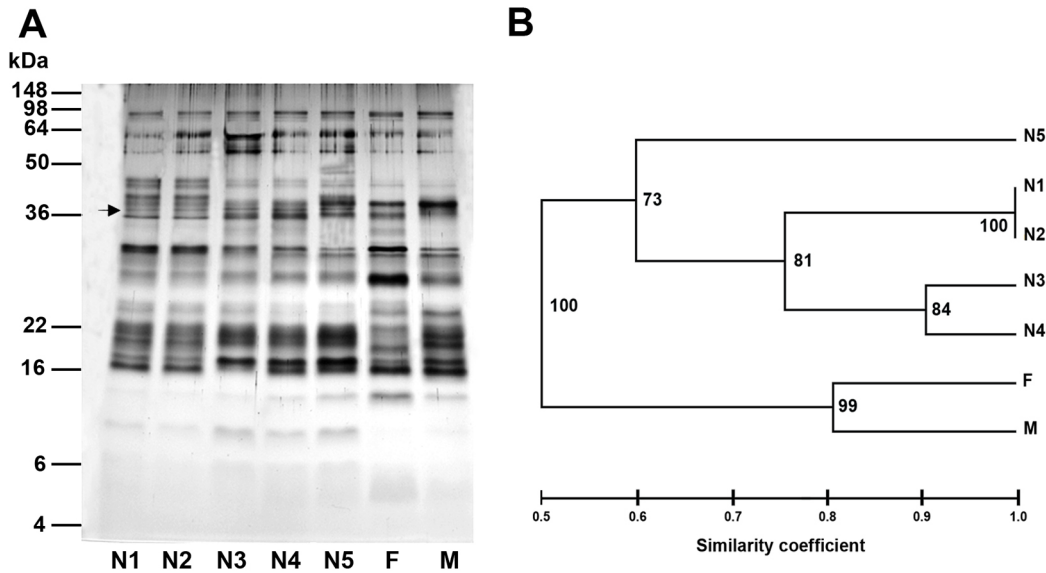 A
kDa
148
98
64
50
36
22
16
6
4
N1 N2 N3 N4 N5 F M
B
N5
N1
73
100
N2
81
N3
100
84
N4
F
99
M
0.5 0.6 0.7 0.8 0.9 1.0
Similarity coefficient